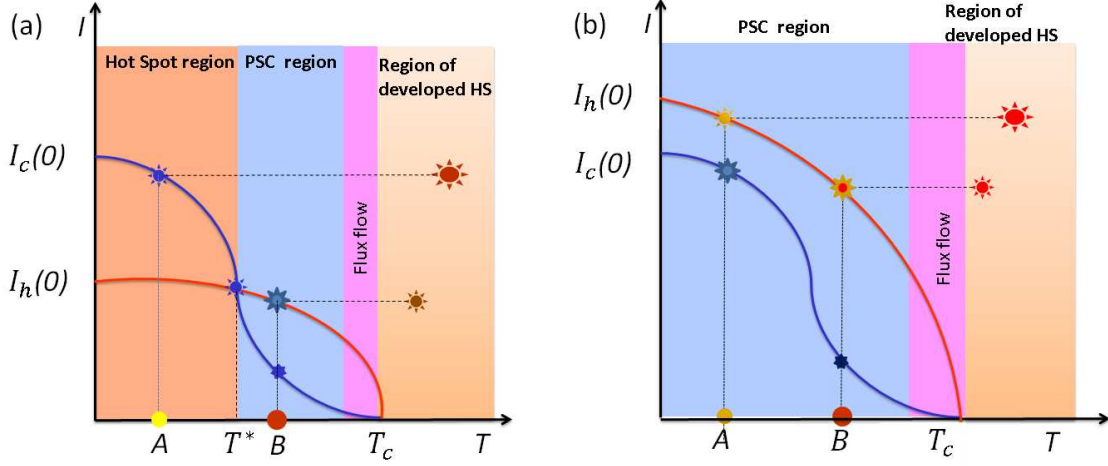 (a)
I
Hot Spot region
PSC region
Region of
developed HS
I_c(0)
I_h(0)
Flux flow
A
T*
B
T_c
T
(b)
I
PSC region
Region of
developed HS
I_h(0)
I_c(0)
Flux flow
A
B
T_c
T